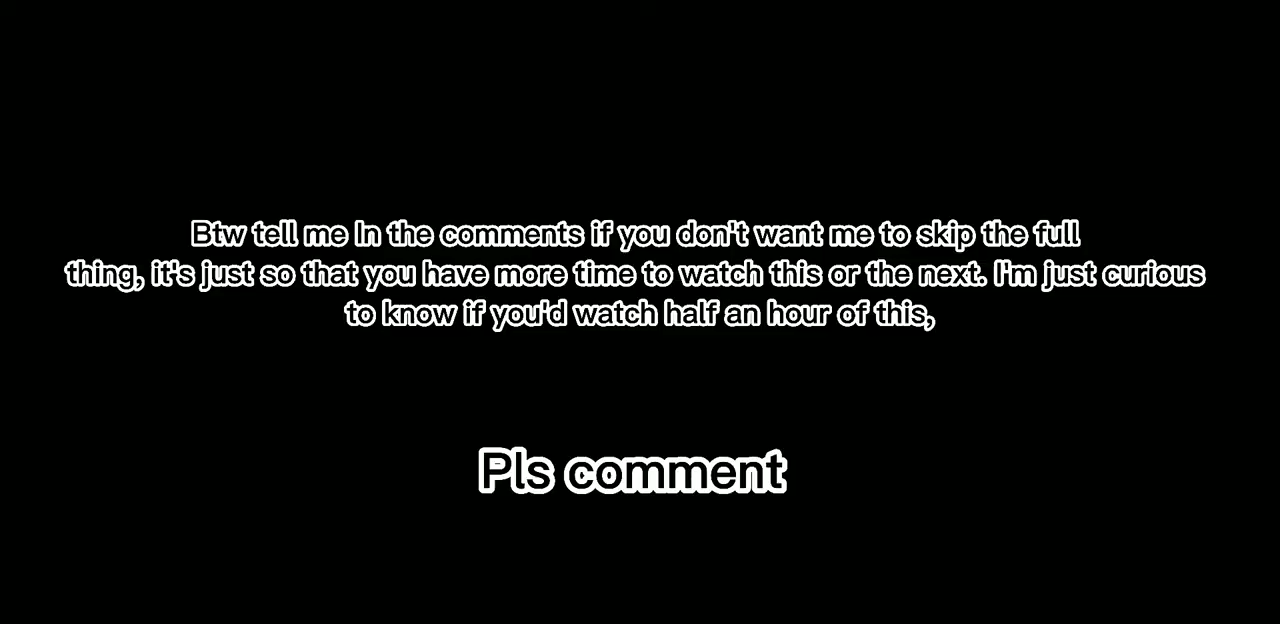 Btw tell me In the comments if you don't want me to skip the full
thing, it's just so that you have more time to watch this or the next. I'm just curious
to know if you'd watch half an hour of this,
Pls comment